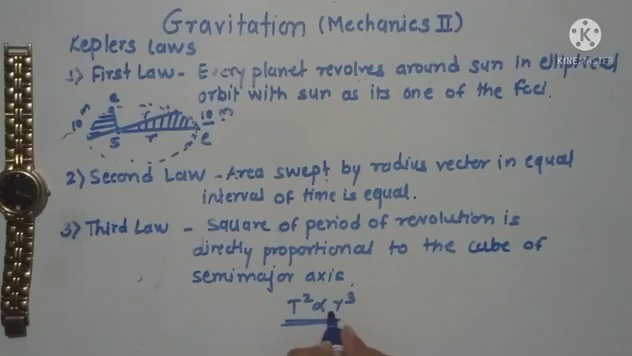 Gravitation (Mechanics II)
KINEMASTER
Keplers Laws
1) First Law - Every planet revolves around sun in elliptical
orbit with sun as its one of the foci.
S
r
2) Second Law - Area swept by radius vector in equal
interval of time is equal.
3) Third Law - Square of period of revolution is
directly proportional to the cube of
semimajor axis.
T² α r³